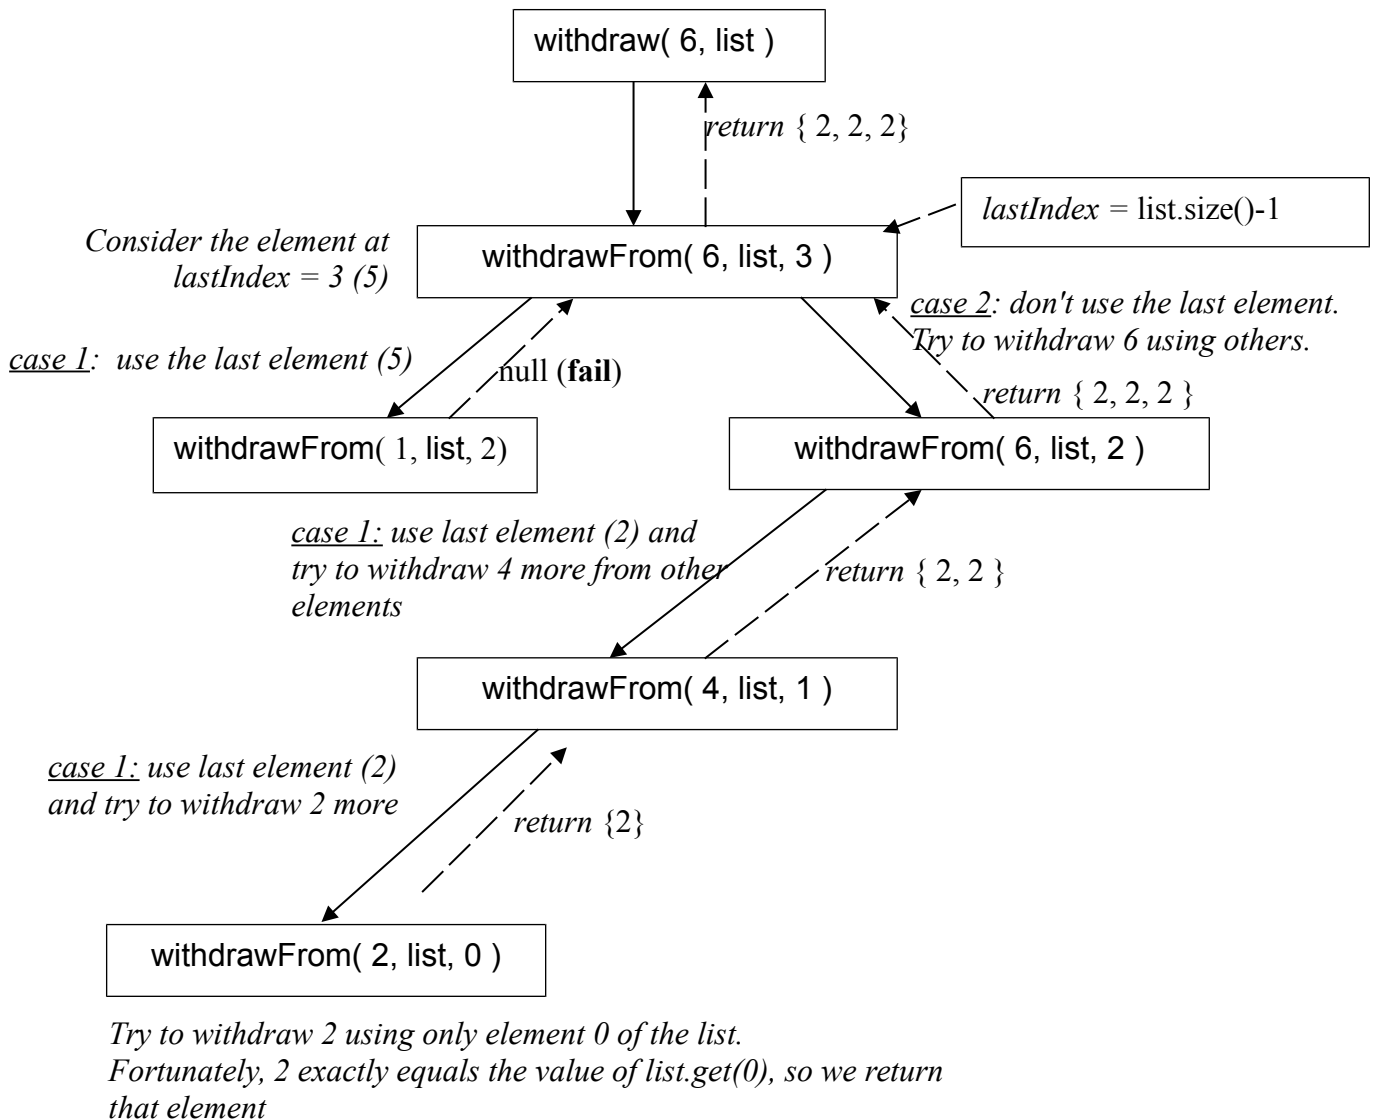 withdraw( 6, list )
return { 2, 2, 2}
lastIndex = list.size()-1
Consider the element at
lastIndex = 3 (5)
withdrawFrom( 6, list, 3 )
case 2: don't use the last element.
Try to withdraw 6 using others.
case 1:  use the last element (5)
null (fail)
return { 2, 2, 2 }
withdrawFrom( 1, list, 2)
withdrawFrom( 6, list, 2 )
case 1: use last element (2) and
try to withdraw 4 more from other
elements
return { 2, 2 }
withdrawFrom( 4, list, 1 )
case 1: use last element (2)
and try to withdraw 2 more
return {2}
withdrawFrom( 2, list, 0 )
Try to withdraw 2 using only element 0 of the list.
Fortunately, 2 exactly equals the value of list.get(0), so we return
that element